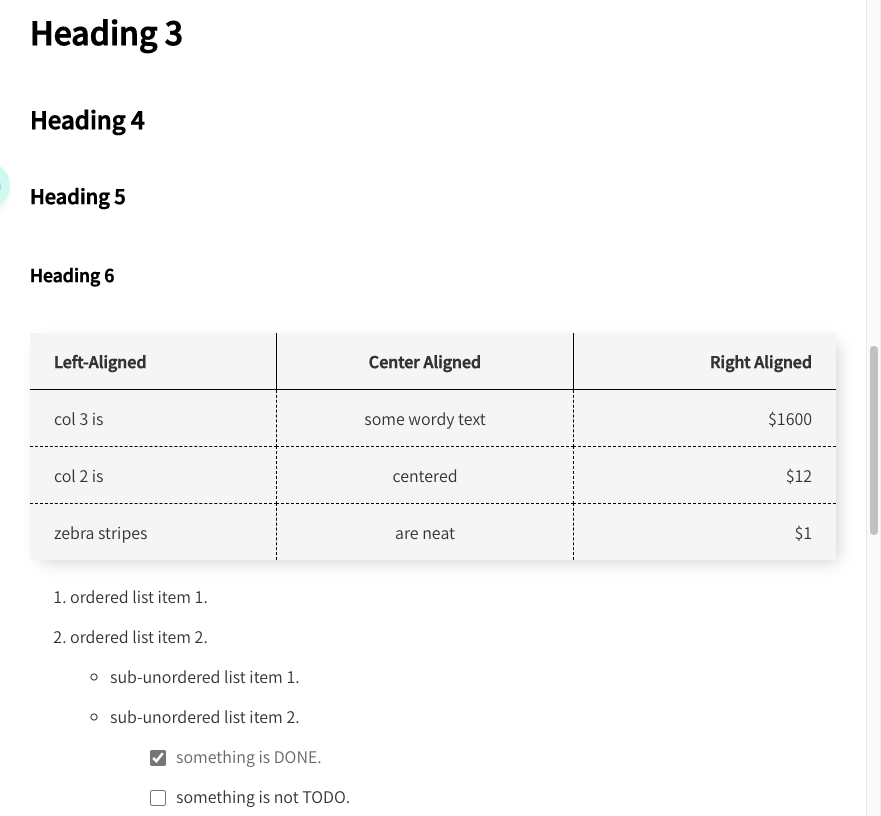 Heading 3
Heading 4
Heading 5
Heading 6
Left-Aligned Center Aligned Right Aligned
col 3 is some wordy text $1600
col 2 is centered $12
zebra stripes are neat $1
1. ordered list item 1.
2. ordered list item 2.
sub-unordered list item 1.
sub-unordered list item 2.
something is DONE.
something is not TODO.